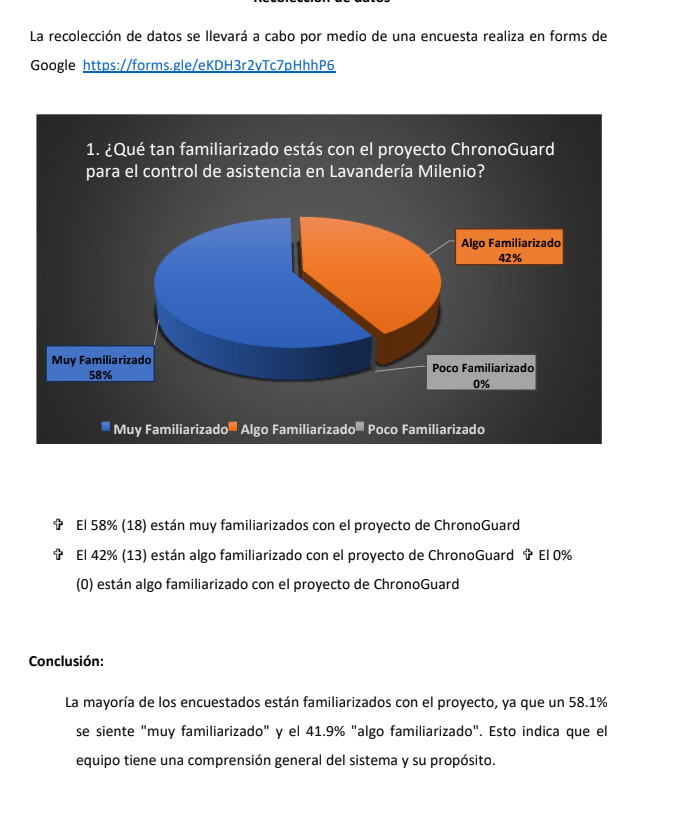 Recolección de datos
La recolección de datos se llevará a cabo por medio de una encuesta realiza en forms de
Google https://forms.gle/eKDH3r2yTc7pHhhP6
1. ¿Qué tan familiarizado estás con el proyecto ChronoGuard
para el control de asistencia en Lavandería Milenio?
Algo Familiarizado
42%
Muy Familiarizado
58%
Poco Familiarizado
0%
Muy Familiarizado Algo Familiarizado Poco Familiarizado
✞ El 58% (18) están muy familiarizados con el proyecto de ChronoGuard
✞ El 42% (13) están algo familiarizado con el proyecto de ChronoGuard ✞ El 0%
(0) están algo familiarizado con el proyecto de ChronoGuard
Conclusión:
La mayoría de los encuestados están familiarizados con el proyecto, ya que un 58.1%
se siente "muy familiarizado" y el 41.9% "algo familiarizado". Esto indica que el
equipo tiene una comprensión general del sistema y su propósito.